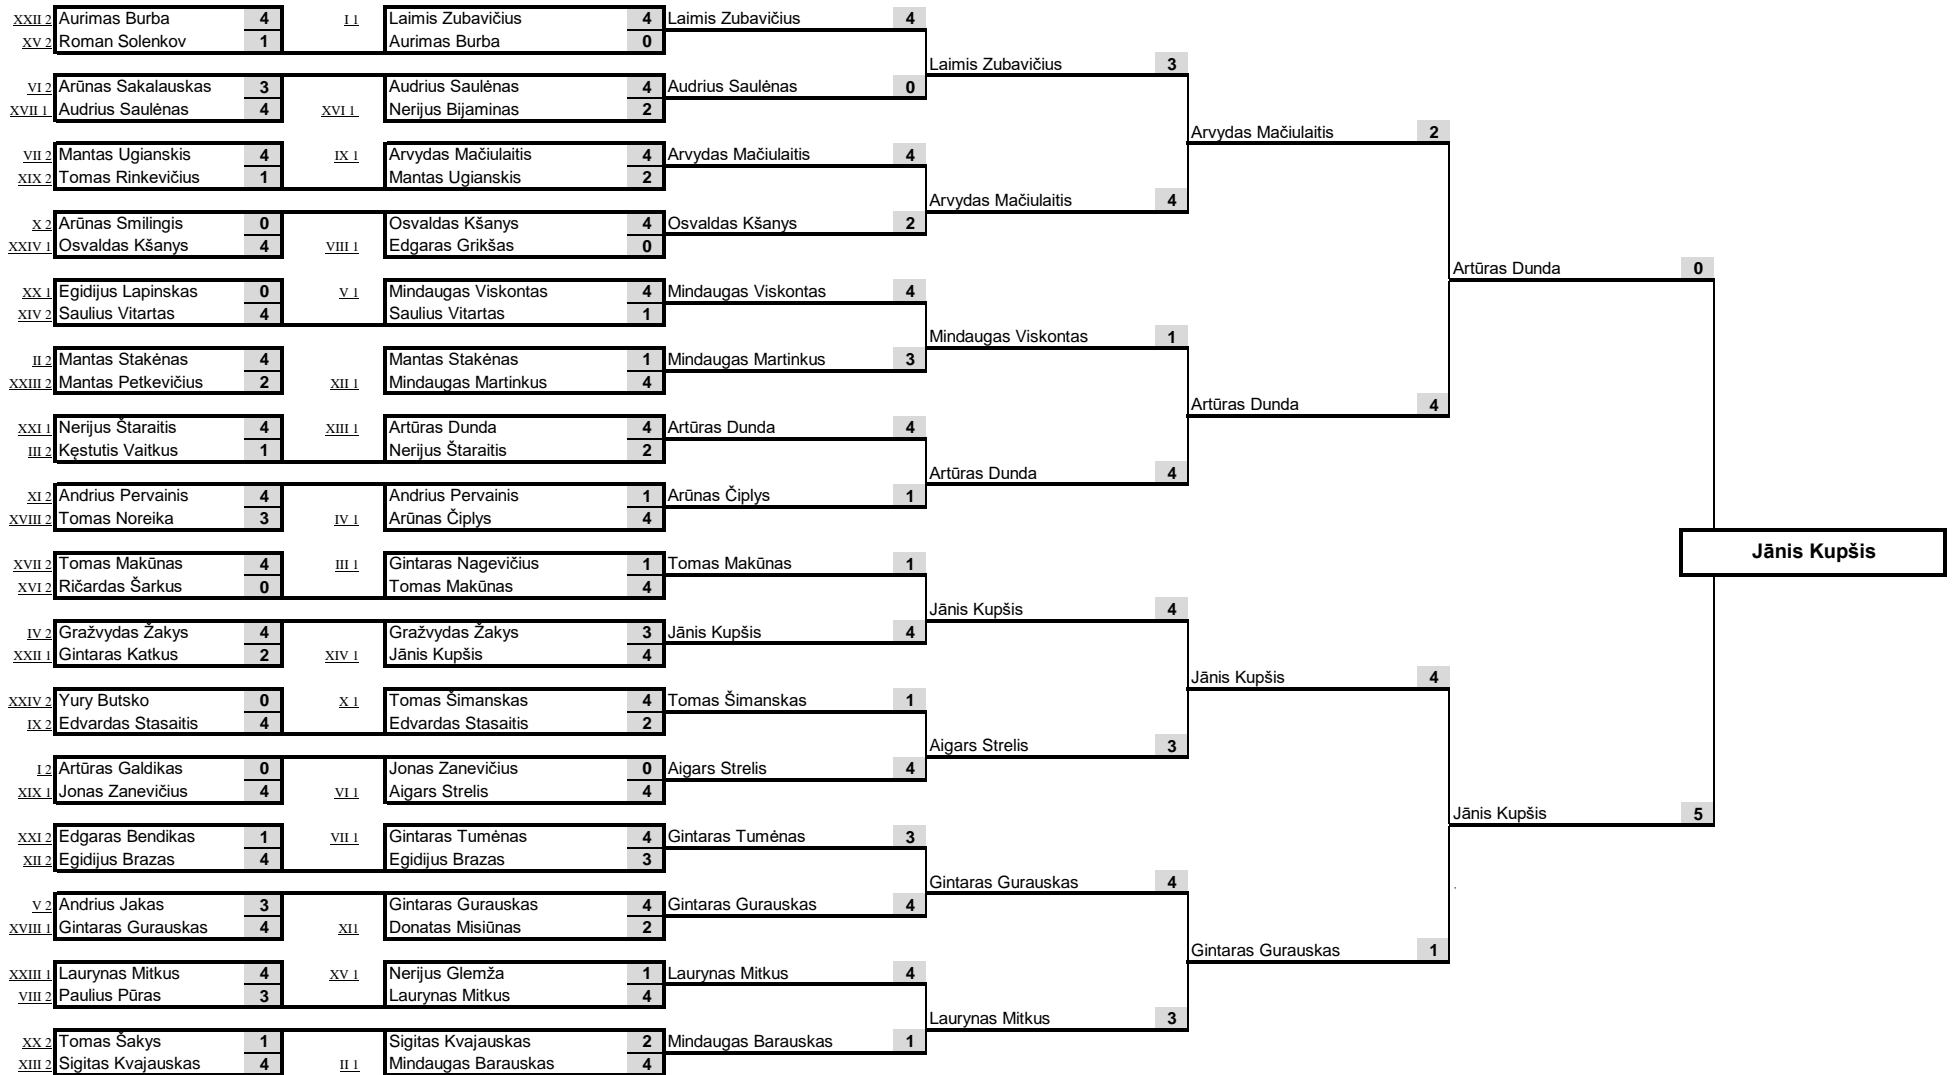 XXII 2 Aurimas Burba 4 I 1 Laimis Zubavičius 4 Laimis Zubavičius 4
XV 2 Roman Solenkov 1 Aurimas Burba 0
Laimis Zubavičius 3
VI 2 Arūnas Sakalauskas 3 Audrius Saulėnas 4 Audrius Saulėnas 0
XVII 1 Audrius Saulėnas 4 XVI 1 Nerijus Bijaminas 2
Arvydas Mačiulaitis 2
VII 2 Mantas Ugianskis 4 IX 1 Arvydas Mačiulaitis 4 Arvydas Mačiulaitis 4
XIX 2 Tomas Rinkevičius 1 Mantas Ugianskis 2
Arvydas Mačiulaitis 4
X 2 Arūnas Smilingis 0 Osvaldas Kšanys 4 Osvaldas Kšanys 2
XXIV 1 Osvaldas Kšanys 4 VIII 1 Edgaras Grikšas 0
Artūras Dunda 0
XX 1 Egidijus Lapinskas 0 V 1 Mindaugas Viskontas 4 Mindaugas Viskontas 4
XIV 2 Saulius Vitartas 4 Saulius Vitartas 1
Mindaugas Viskontas 1
II 2 Mantas Stakėnas 4 Mantas Stakėnas 1 Mindaugas Martinkus 3
XXIII 2 Mantas Petkevičius 2 XII 1 Mindaugas Martinkus 4
Artūras Dunda 4
XXI 1 Nerijus Štaraitis 4 XIII 1 Artūras Dunda 4 Artūras Dunda 4
III 2 Kęstutis Vaitkus 1 Nerijus Štaraitis 2
Artūras Dunda 4
XI 2 Andrius Pervainis 4 Andrius Pervainis 1 Arūnas Čiplys 1
XVIII 2 Tomas Noreika 3 IV 1 Arūnas Čiplys 4
Jānis Kupšis
XVII 2 Tomas Makūnas 4 III 1 Gintaras Nagevičius 1 Tomas Makūnas 1
XVI 2 Ričardas Šarkus 0 Tomas Makūnas 4
Jānis Kupšis 4
IV 2 Gražvydas Žakys 4 Gražvydas Žakys 3 Jānis Kupšis 4
XXII 1 Gintaras Katkus 2 XIV 1 Jānis Kupšis 4
Jānis Kupšis 4
XXIV 2 Yury Butsko 0 X 1 Tomas Šimanskas 4 Tomas Šimanskas 1
IX 2 Edvardas Stasaitis 4 Edvardas Stasaitis 2
Aigars Strelis 3
I 2 Artūras Galdikas 0 Jonas Zanevičius 0 Aigars Strelis 4
XIX 1 Jonas Zanevičius 4 VI 1 Aigars Strelis 4
Jānis Kupšis 5
XXI 2 Edgaras Bendikas 1 VII 1 Gintaras Tumėnas 4 Gintaras Tumėnas 3
XII 2 Egidijus Brazas 4 Egidijus Brazas 3
Gintaras Gurauskas 4
V 2 Andrius Jakas 3 Gintaras Gurauskas 4 Gintaras Gurauskas 4
XVIII 1 Gintaras Gurauskas 4 XI1 Donatas Misiūnas 2
Gintaras Gurauskas 1
XXIII 1 Laurynas Mitkus 4 XV 1 Nerijus Glemža 1 Laurynas Mitkus 4
VIII 2 Paulius Pūras 3 Laurynas Mitkus 4
Laurynas Mitkus 3
XX 2 Tomas Šakys 1 Sigitas Kvajauskas 2 Mindaugas Barauskas 1
XIII 2 Sigitas Kvajauskas 4 II 1 Mindaugas Barauskas 4